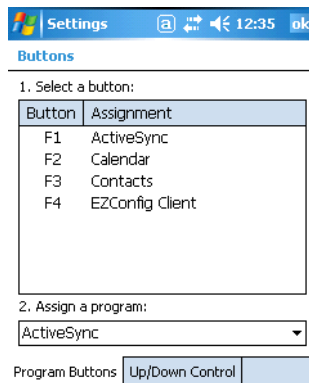 Settings a 12:35 ok
Buttons
1. Select a button:
Button Assignment
F1 ActiveSync
F2 Calendar
F3 Contacts
F4 EZConfig Client
2. Assign a program:
ActiveSync
Program Buttons Up/Down Control